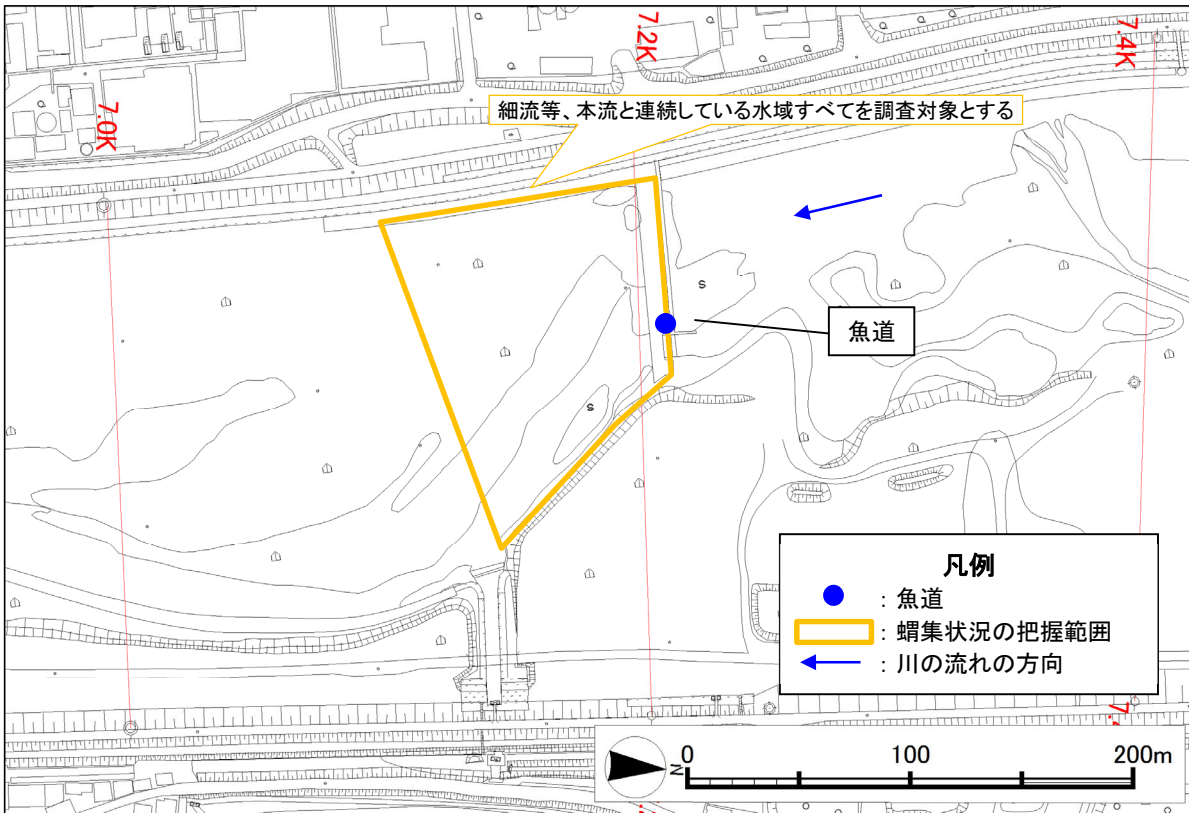 7.0K
7.2K
7.4K
細流等、本流と連続している水域すべてを調査対象とする
S
魚道
S
凡例
: 魚道
: 蝟集状況の把握範囲
: 川の流れの方向
N
0 100 200m